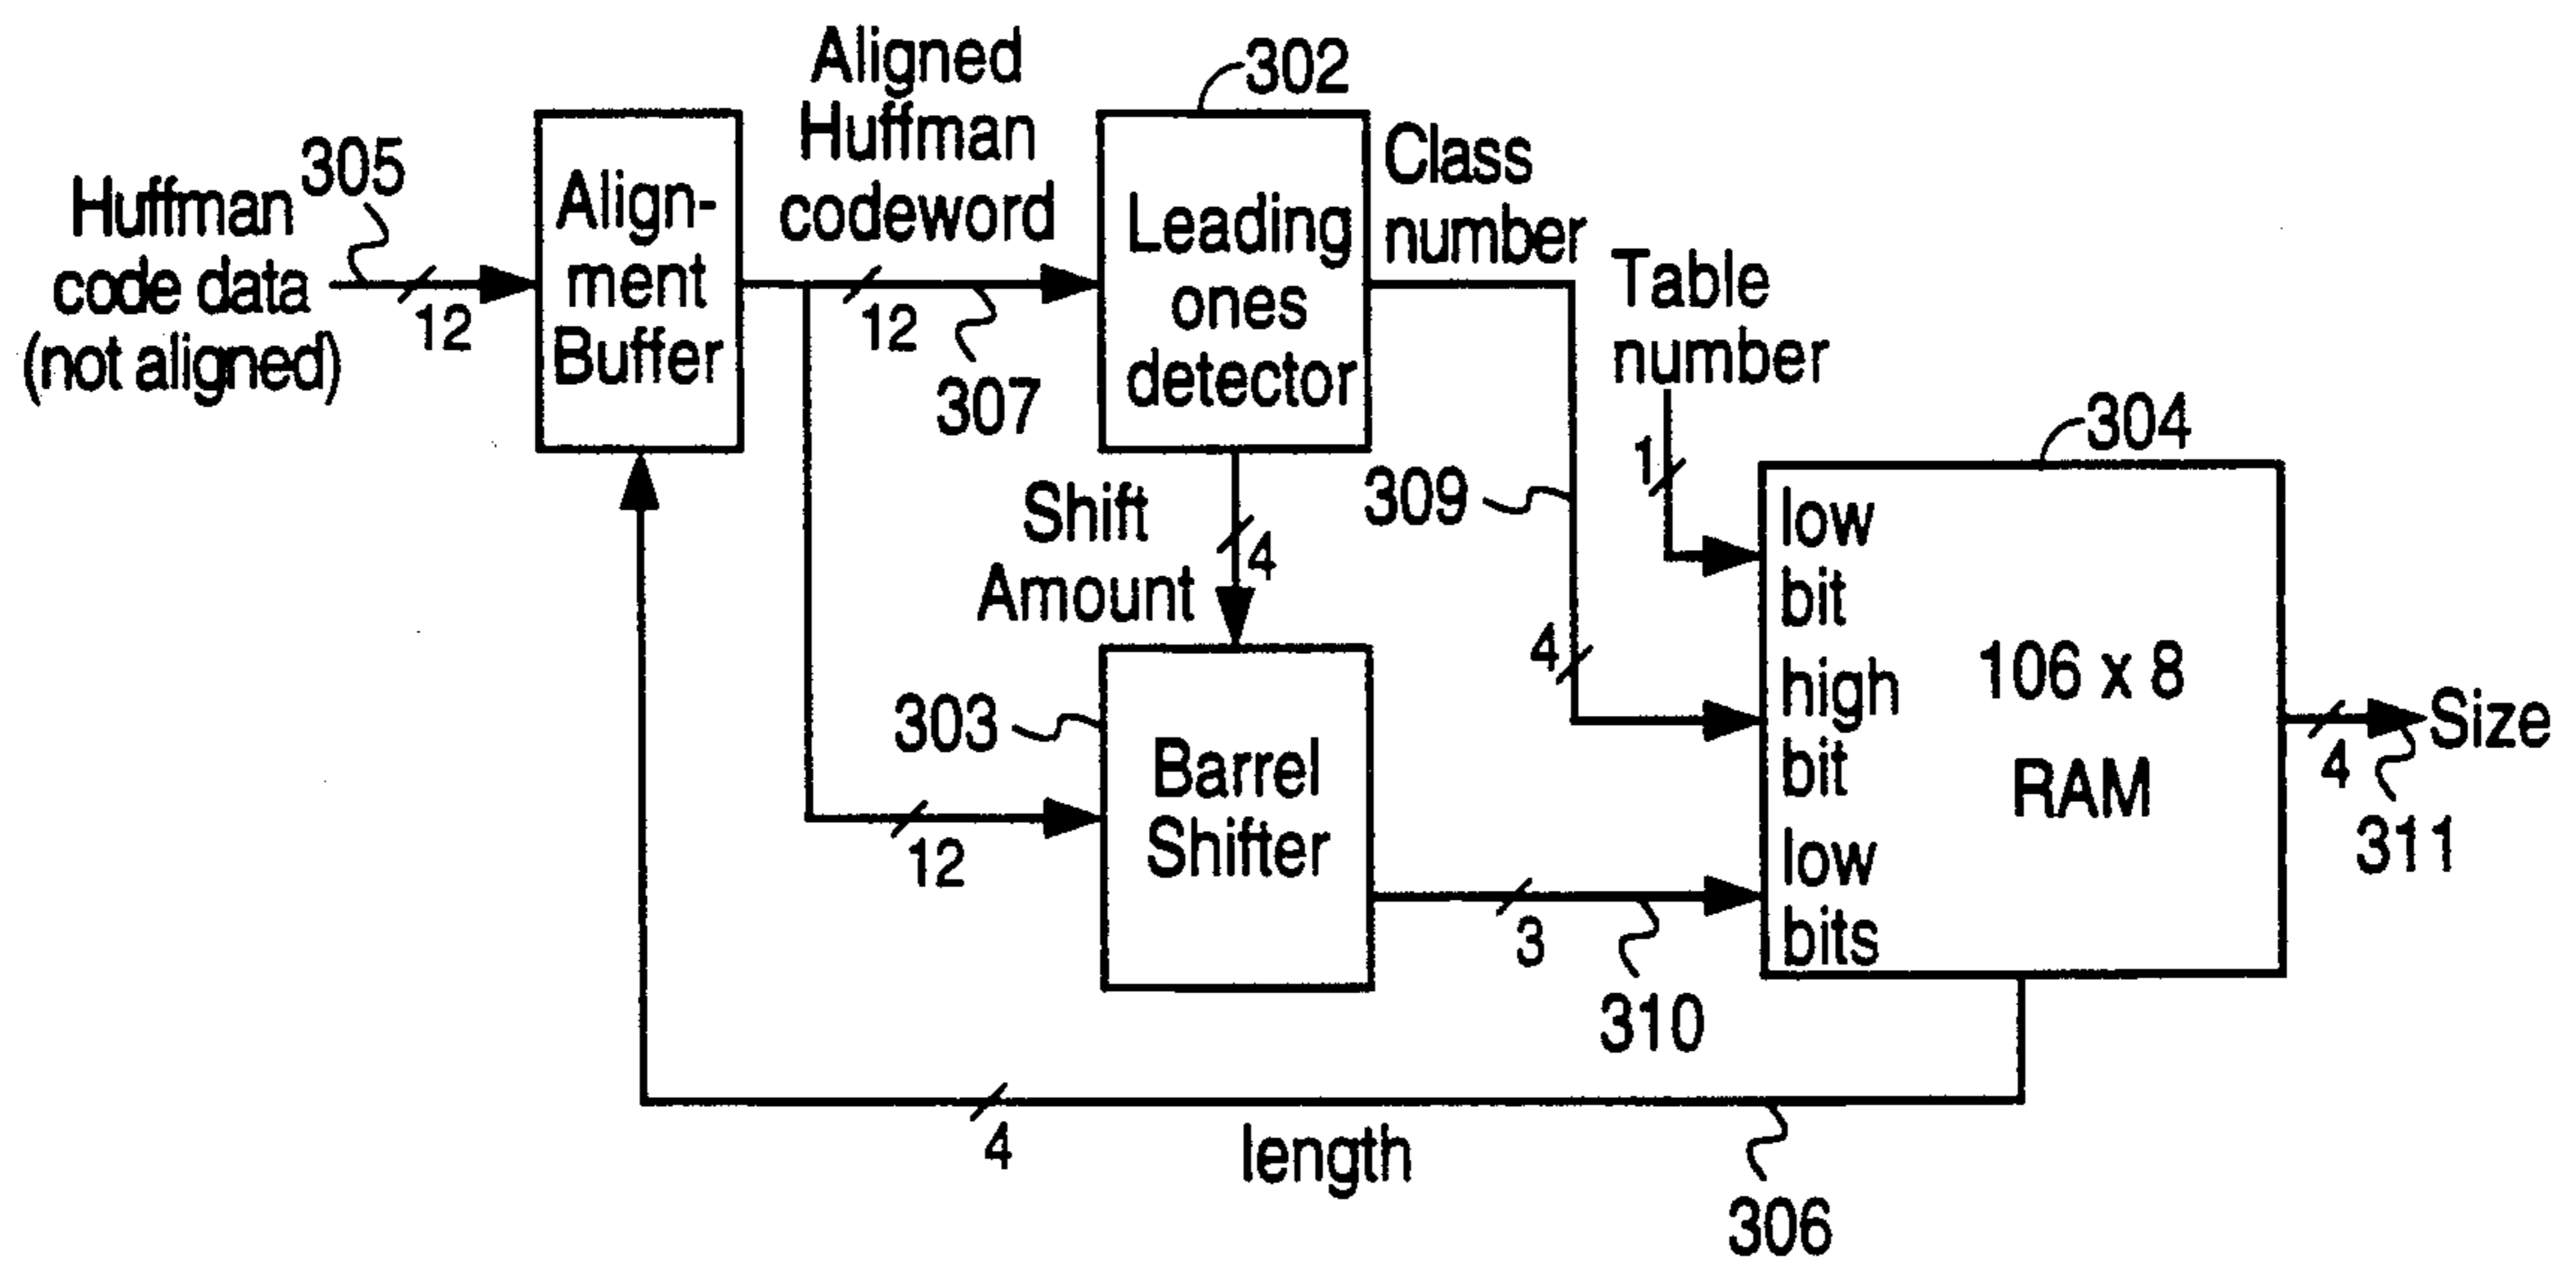 305
Huffman
code data
(not aligned)
12
Align-
ment
Buffer
Aligned
Huffman
codeword
12
307
302
Leading
ones
detector
Class
number
309
4
Table
number
1
Shift
Amount
4
303
Barrel
Shifter
12
3
310
304
low
bit
high
bit
low
bits
106 x 8
RAM
4
Size
311
4
length
306